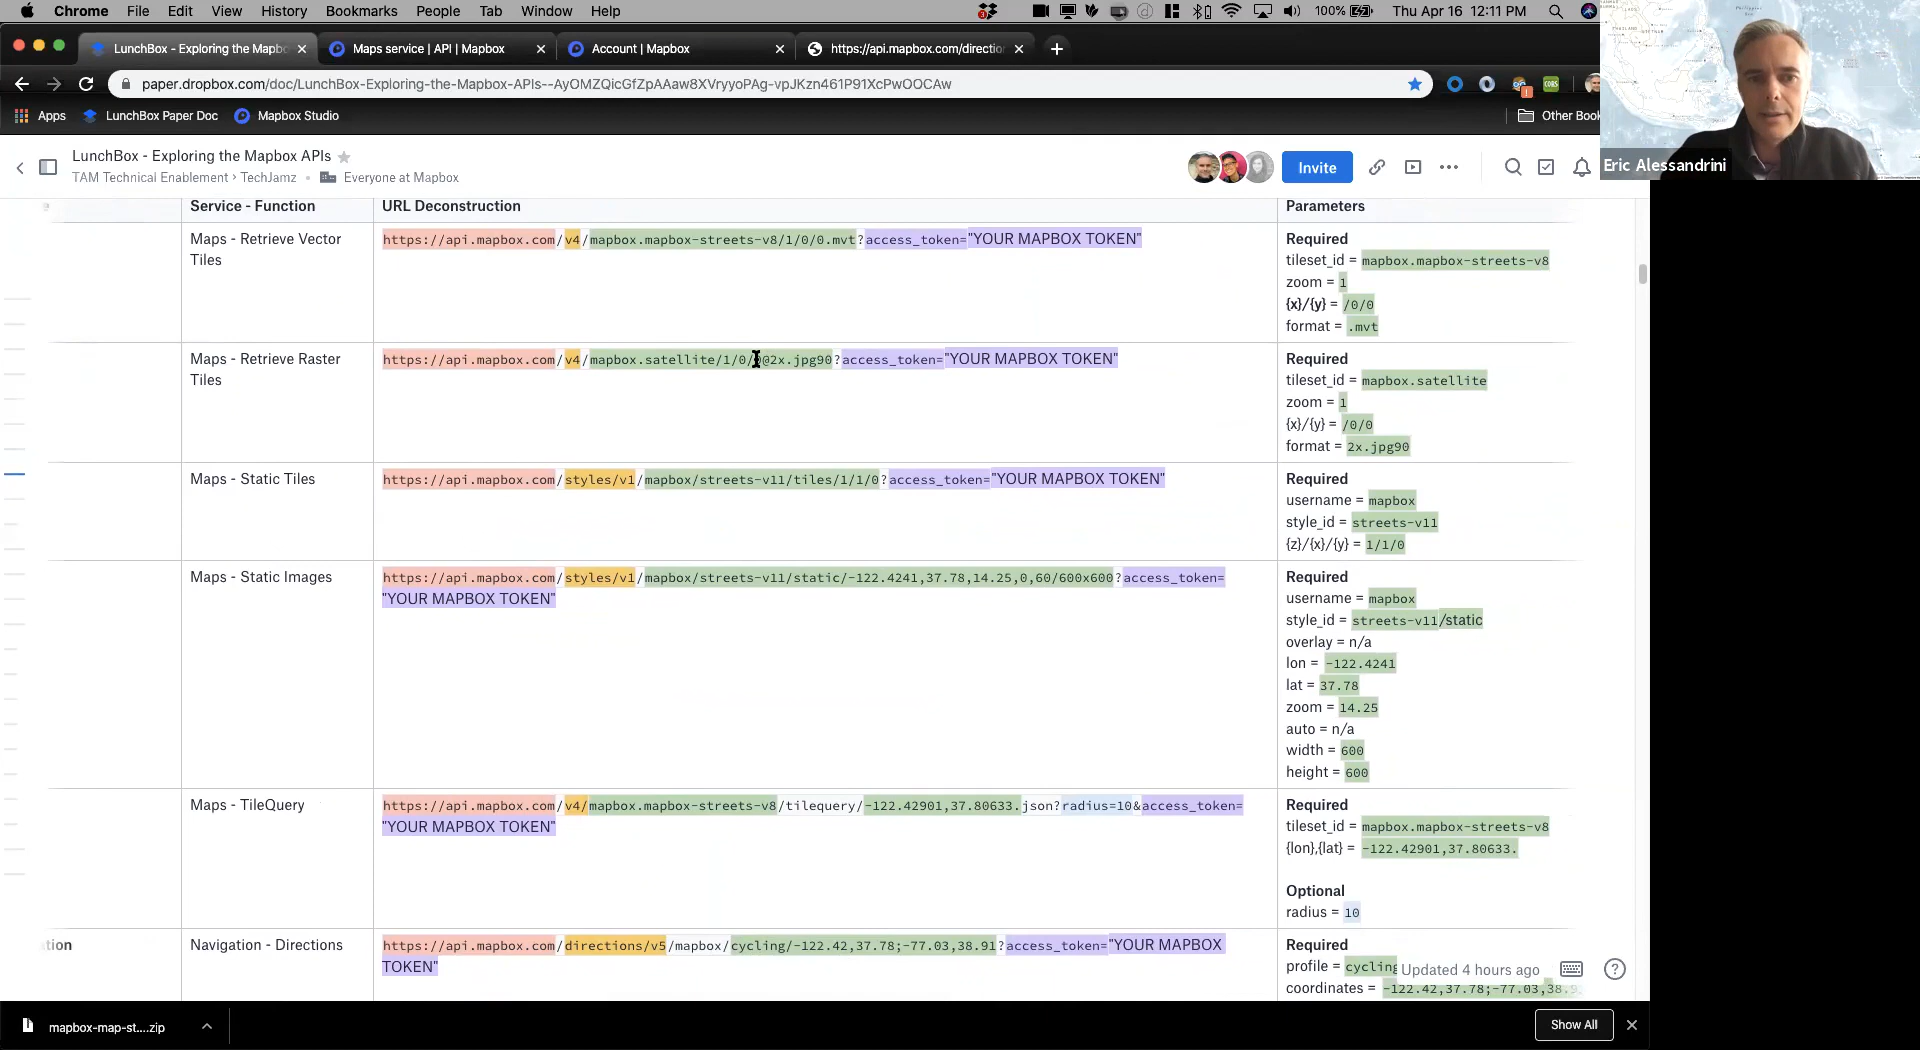 Chrome File Edit View History Bookmarks People Tab Window Help 100% Thu Apr 16 12:11 PM
LunchBox - Exploring the Mapb
Maps service | API | Mapbox
Account | Mapbox
https://api.mapbox.com/directio
paper.dropbox.com/doc/LunchBox-Exploring-the-Mapbox-APIs--AyOMZQicGfZpAAaw8XVryyoPAg-vpJKzn461P91XcPwOOCAw
CORS
Apps LunchBox Paper Doc Mapbox Studio Other Book
LunchBox - Exploring the Mapbox APIs
TAM Technical Enablement › TechJamz • Everyone at Mapbox
Invite
Eric Alessandrini
Service - Function URL Deconstruction Parameters
Maps - Retrieve Vector
Tiles
https://api.mapbox.com/v4/mapbox.mapbox-streets-v8/1/0/0.mvt?access_token="YOUR MAPBOX TOKEN"
Required
tileset_id = mapbox.mapbox-streets-v8
zoom = 1
{x}/{y} = /0/0
format = .mvt
Maps - Retrieve Raster
Tiles
https://api.mapbox.com/v4/mapbox.satellite/1/0/0@2x.jpg90?access_token="YOUR MAPBOX TOKEN"
Required
tileset_id = mapbox.satellite
zoom = 1
{x}/{y} = /0/0
format = 2x.jpg90
Maps - Static Tiles
https://api.mapbox.com/styles/v1/mapbox/streets-v11/tiles/1/1/0?access_token="YOUR MAPBOX TOKEN"
Required
username = mapbox
style_id = streets-v11
{z}/{x}/{y} = 1/1/0
Maps - Static Images
https://api.mapbox.com/styles/v1/mapbox/streets-v11/static/-122.4241,37.78,14.25,0,60/600x600?access_token=
"YOUR MAPBOX TOKEN"
Required
username = mapbox
style_id = streets-v11/static
overlay = n/a
lon = -122.4241
lat = 37.78
zoom = 14.25
auto = n/a
width = 600
height = 600
Maps - TileQuery
https://api.mapbox.com/v4/mapbox.mapbox-streets-v8/tilequery/-122.42901,37.80633.json?radius=10&access_token=
"YOUR MAPBOX TOKEN"
Required
tileset_id = mapbox.mapbox-streets-v8
{lon},{lat} = -122.42901,37.80633.
Optional
radius = 10
ation
Navigation - Directions
https://api.mapbox.com/directions/v5/mapbox/cycling/-122.42,37.78;-77.03,38.91?access_token="YOUR MAPBOX
TOKEN"
Required
profile = cycling
Updated 4 hours ago
coordinates = -122.42,37.78;-77.03,38.9
mapbox-map-st....zip
Show All